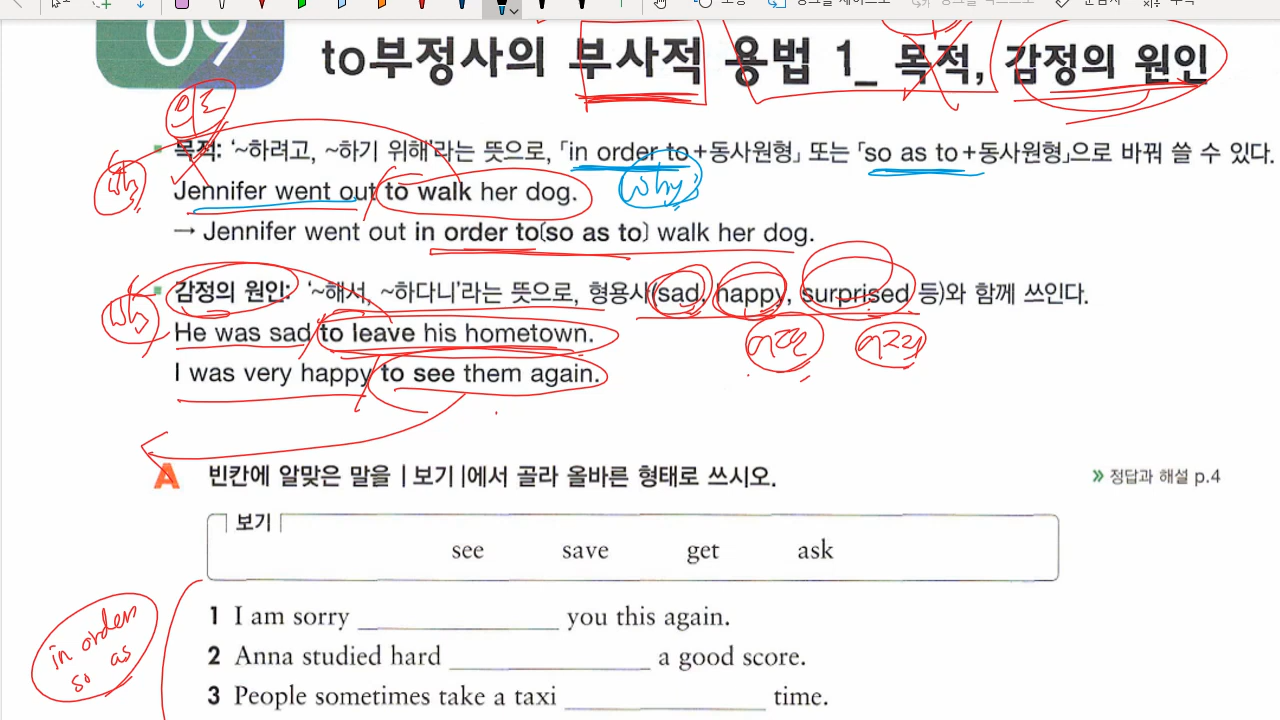 09
to부정사의 부사적 용법 1_ 목적, 감정의 원인
의도
목적: '~하려고, ~하기 위해'라는 뜻으로, 「in order to+동사원형」 또는 「so as to+동사원형」으로 바꿔 쓸 수 있다.
why
Jennifer went out to walk her dog.
why?
→ Jennifer went out in order to(so as to) walk her dog.
감정의 원인: '~해서, ~하다니'라는 뜻으로, 형용사(sad, happy, surprised 등)와 함께 쓰인다.
why
He was sad to leave his hometown.
I was very happy to see them again.
A 빈칸에 알맞은 말을 |보기|에서 골라 올바른 형태로 쓰시오.
정답과 해설 p.4
보기
see save get ask
1 I am sorry ____ you this again.
in order
so as
2 Anna studied hard ____ a good score.
3 People sometimes take a taxi ____ time.